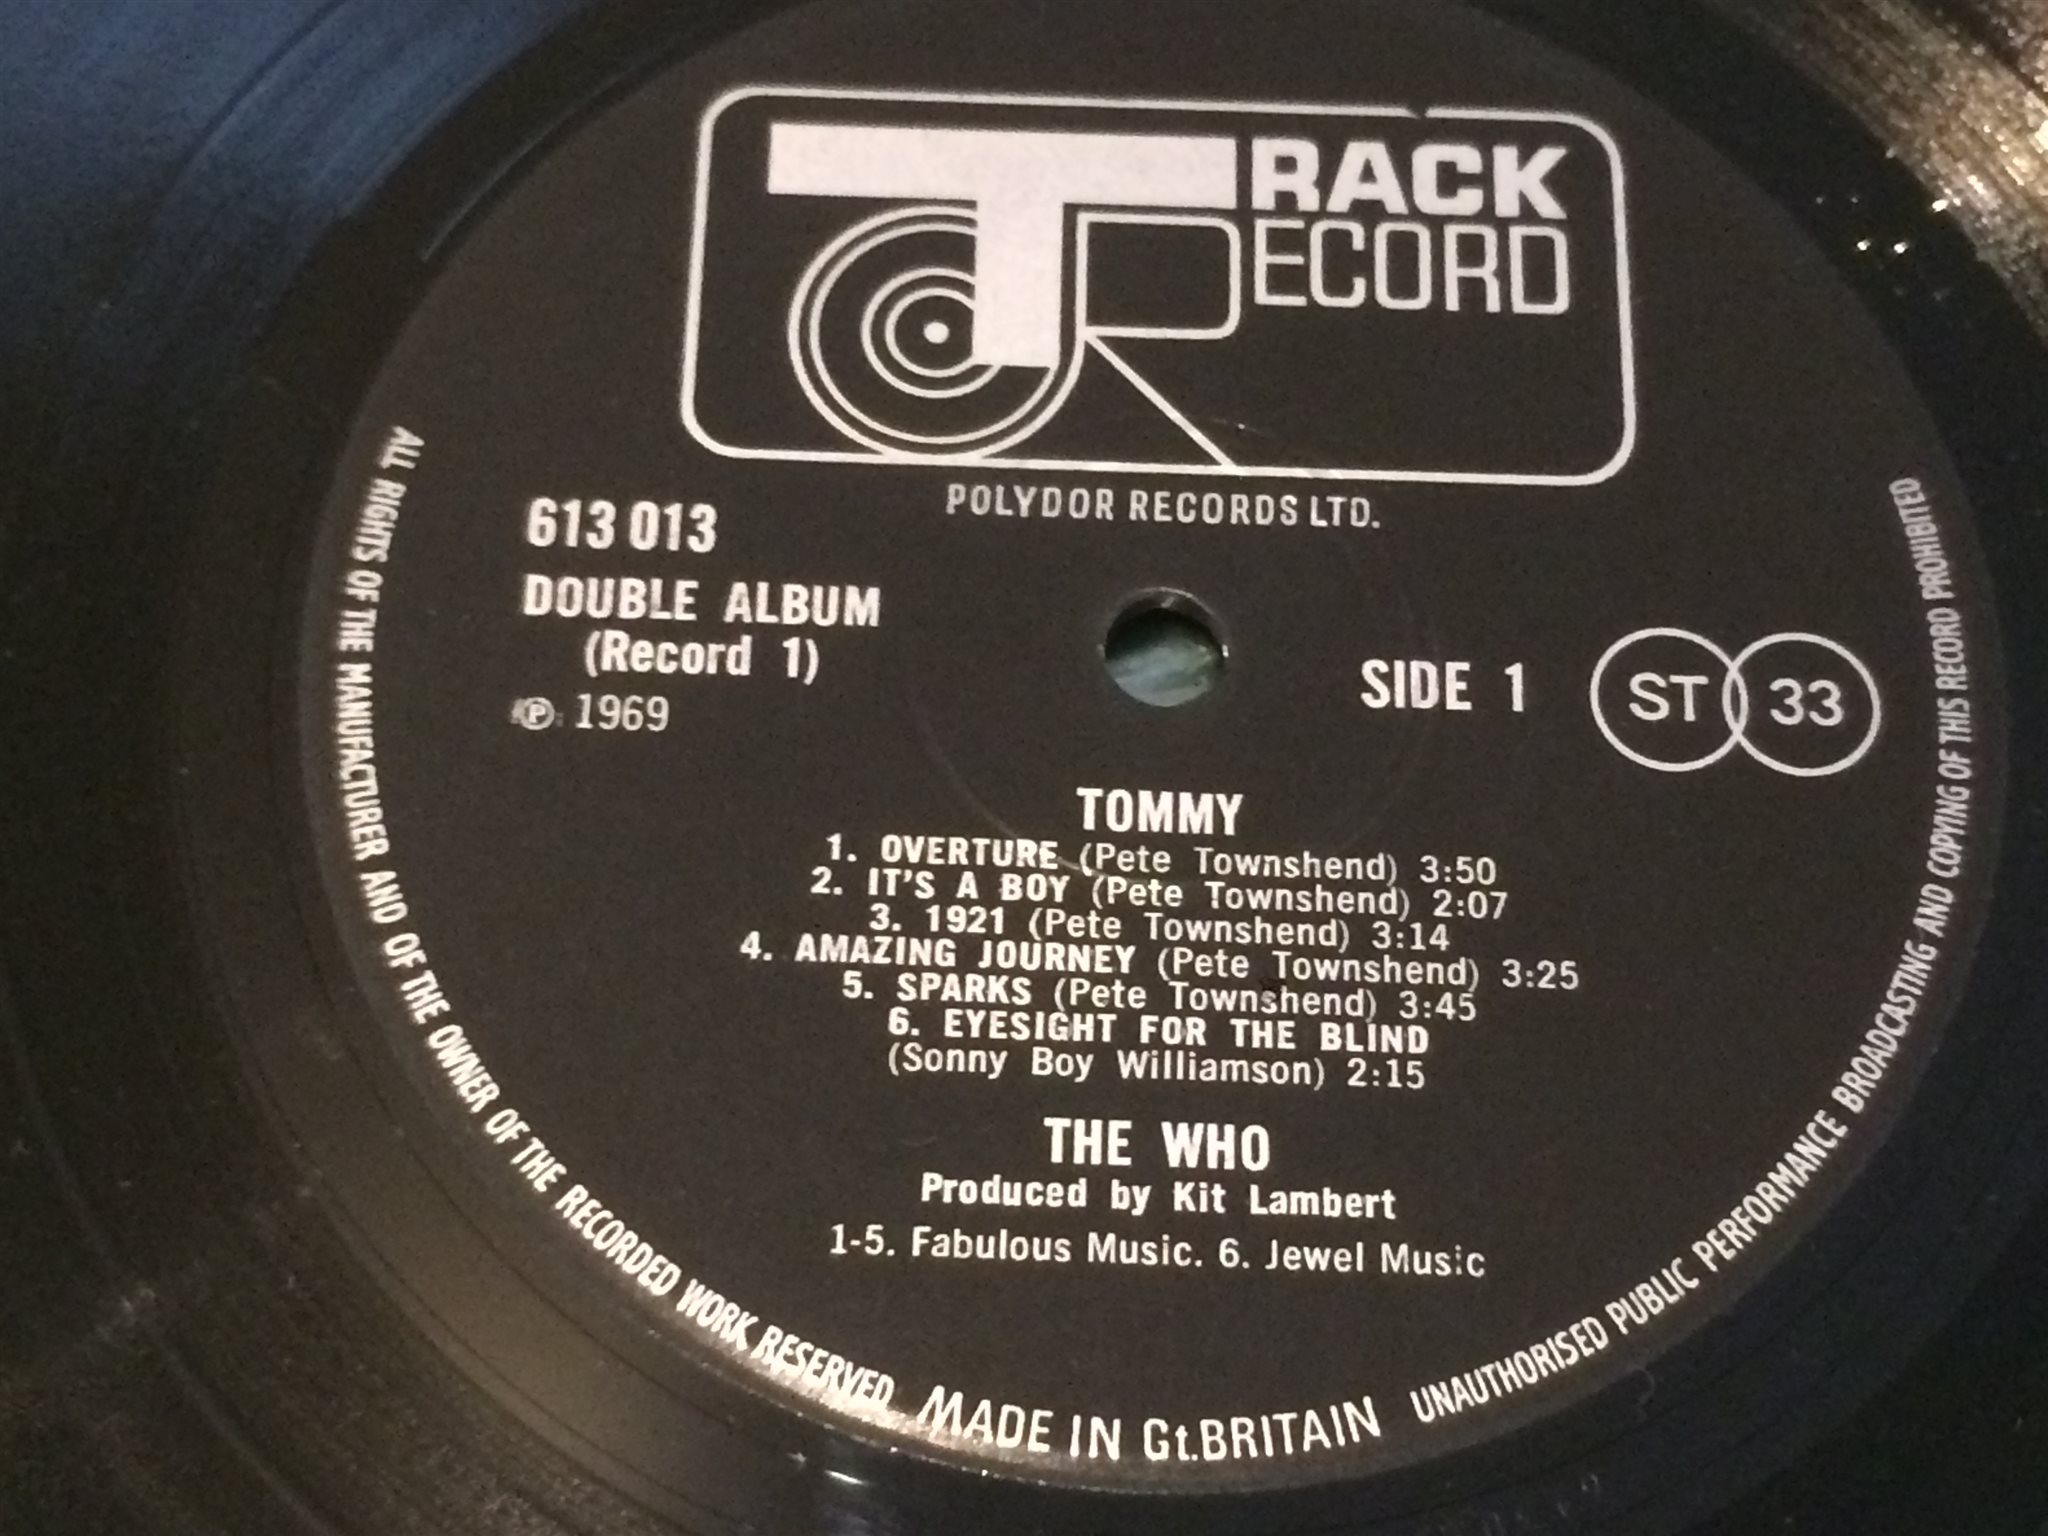 TRACK
RECORD
POLYDOR RECORDS LTD.
613 013
DOUBLE ALBUM
(Record 1)
℗ 1969
SIDE 1
ST 33
TOMMY
1. OVERTURE (Pete Townshend) 3:50
2. IT'S A BOY (Pete Townshend) 2:07
3. 1921 (Pete Townshend) 3:14
4. AMAZING JOURNEY (Pete Townshend) 3:25
5. SPARKS (Pete Townshend) 3:45
6. EYESIGHT FOR THE BLIND
(Sonny Boy Williamson) 2:15
THE WHO
Produced by Kit Lambert
1-5. Fabulous Music. 6. Jewel Music
ALL RIGHTS OF THE MANUFACTURER AND OF THE OWNER OF THE RECORDED WORK RESERVED
MADE IN Gt.BRITAIN
UNAUTHORISED PUBLIC PERFORMANCE BROADCASTING AND COPYING OF THIS RECORD PROHIBITED